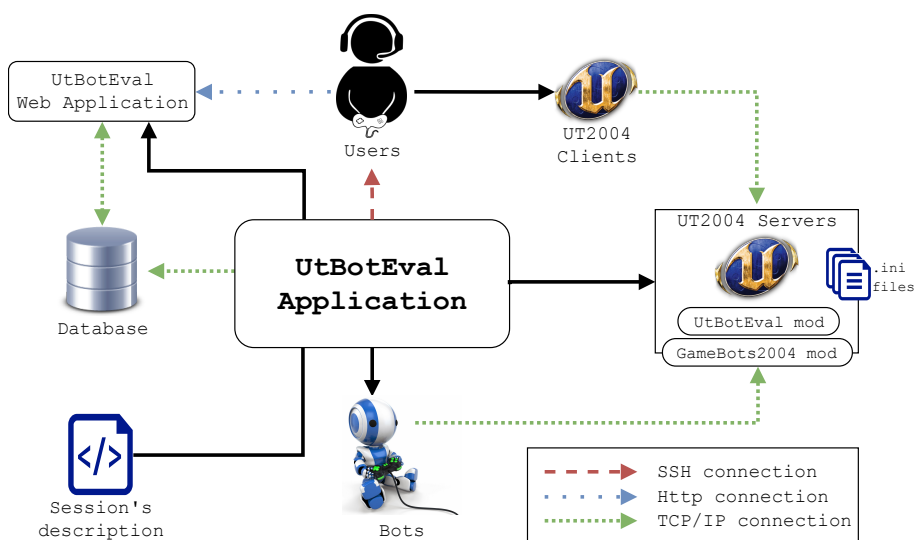 UtBotEval
Web Application
Users
UT2004
Clients
UT2004 Servers
.ini
files
UtBotEval mod
GameBots2004 mod
UtBotEval
Application
Database
Session's
description
Bots
SSH connection
Http connection
TCP/IP connection